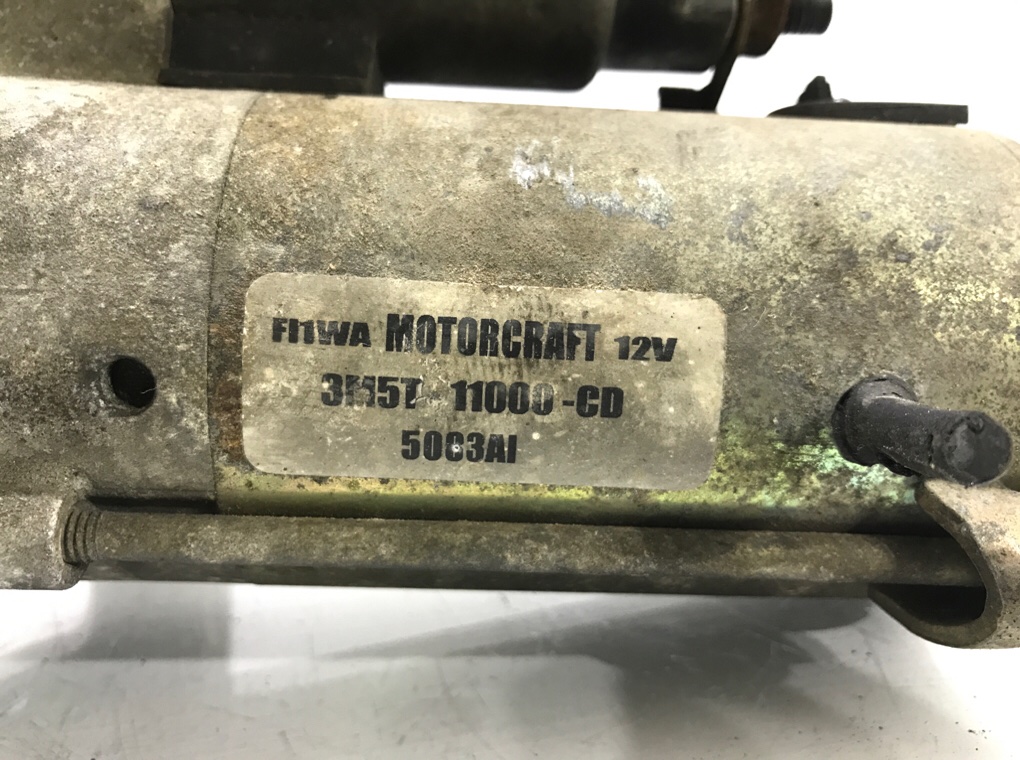 FI1WA MOTORCRAFT 12V
3M5T-11000-CD
5083AI